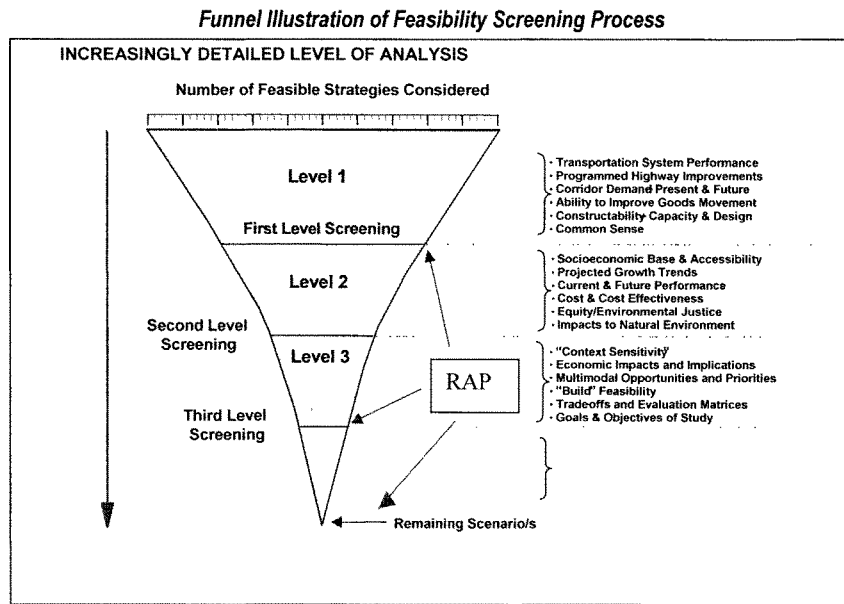 Funnel Illustration of Feasibility Screening Process
INCREASINGLY DETAILED LEVEL OF ANALYSIS
Number of Feasible Strategies Considered
Level 1
· Transportation System Performance
· Programmed Highway Improvements
· Corridor Demand Present & Future
· Ability to Improve Goods Movement
· Constructability Capacity & Design
· Common Sense
First Level Screening
Level 2
· Socioeconomic Base & Accessibility
· Projected Growth Trends
· Current & Future Performance
· Cost & Cost Effectiveness
· Equity/Environmental Justice
· Impacts to Natural Environment
Second Level
Screening
Level 3
· "Context Sensitivity"
· Economic Impacts and Implications
· Multimodal Opportunities and Priorities
· "Build" Feasibility
· Tradeoffs and Evaluation Matrices
· Goals & Objectives of Study
RAP
Third Level
Screening
Remaining Scenario/s